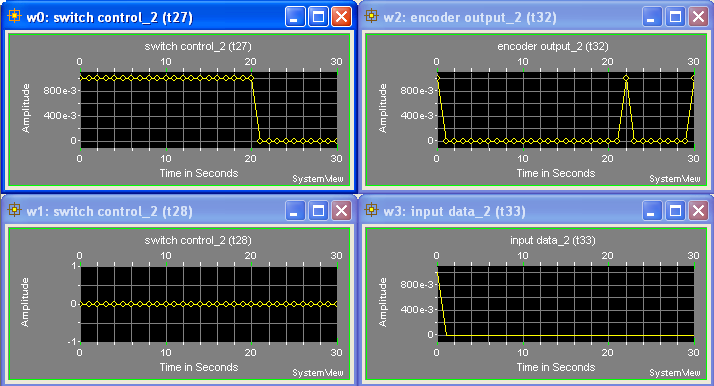 w0: switch control_2 (t27)
switch control_2 (t27)
0 10 20 30
Amplitude
800e-3
400e-3
0
0 10 20 30
Time in Seconds
SystemView
w2: encoder output_2 (t32)
encoder output_2 (t32)
0 10 20 30
Amplitude
800e-3
400e-3
0
0 10 20 30
Time in Seconds
SystemView
w1: switch control_2 (t28)
switch control_2 (t28)
0 10 20 30
Amplitude
1
0
-1
0 10 20 30
Time in Seconds
SystemView
w3: input data_2 (t33)
input data_2 (t33)
0 10 20 30
Amplitude
800e-3
400e-3
0
0 10 20 30
Time in Seconds
SystemView